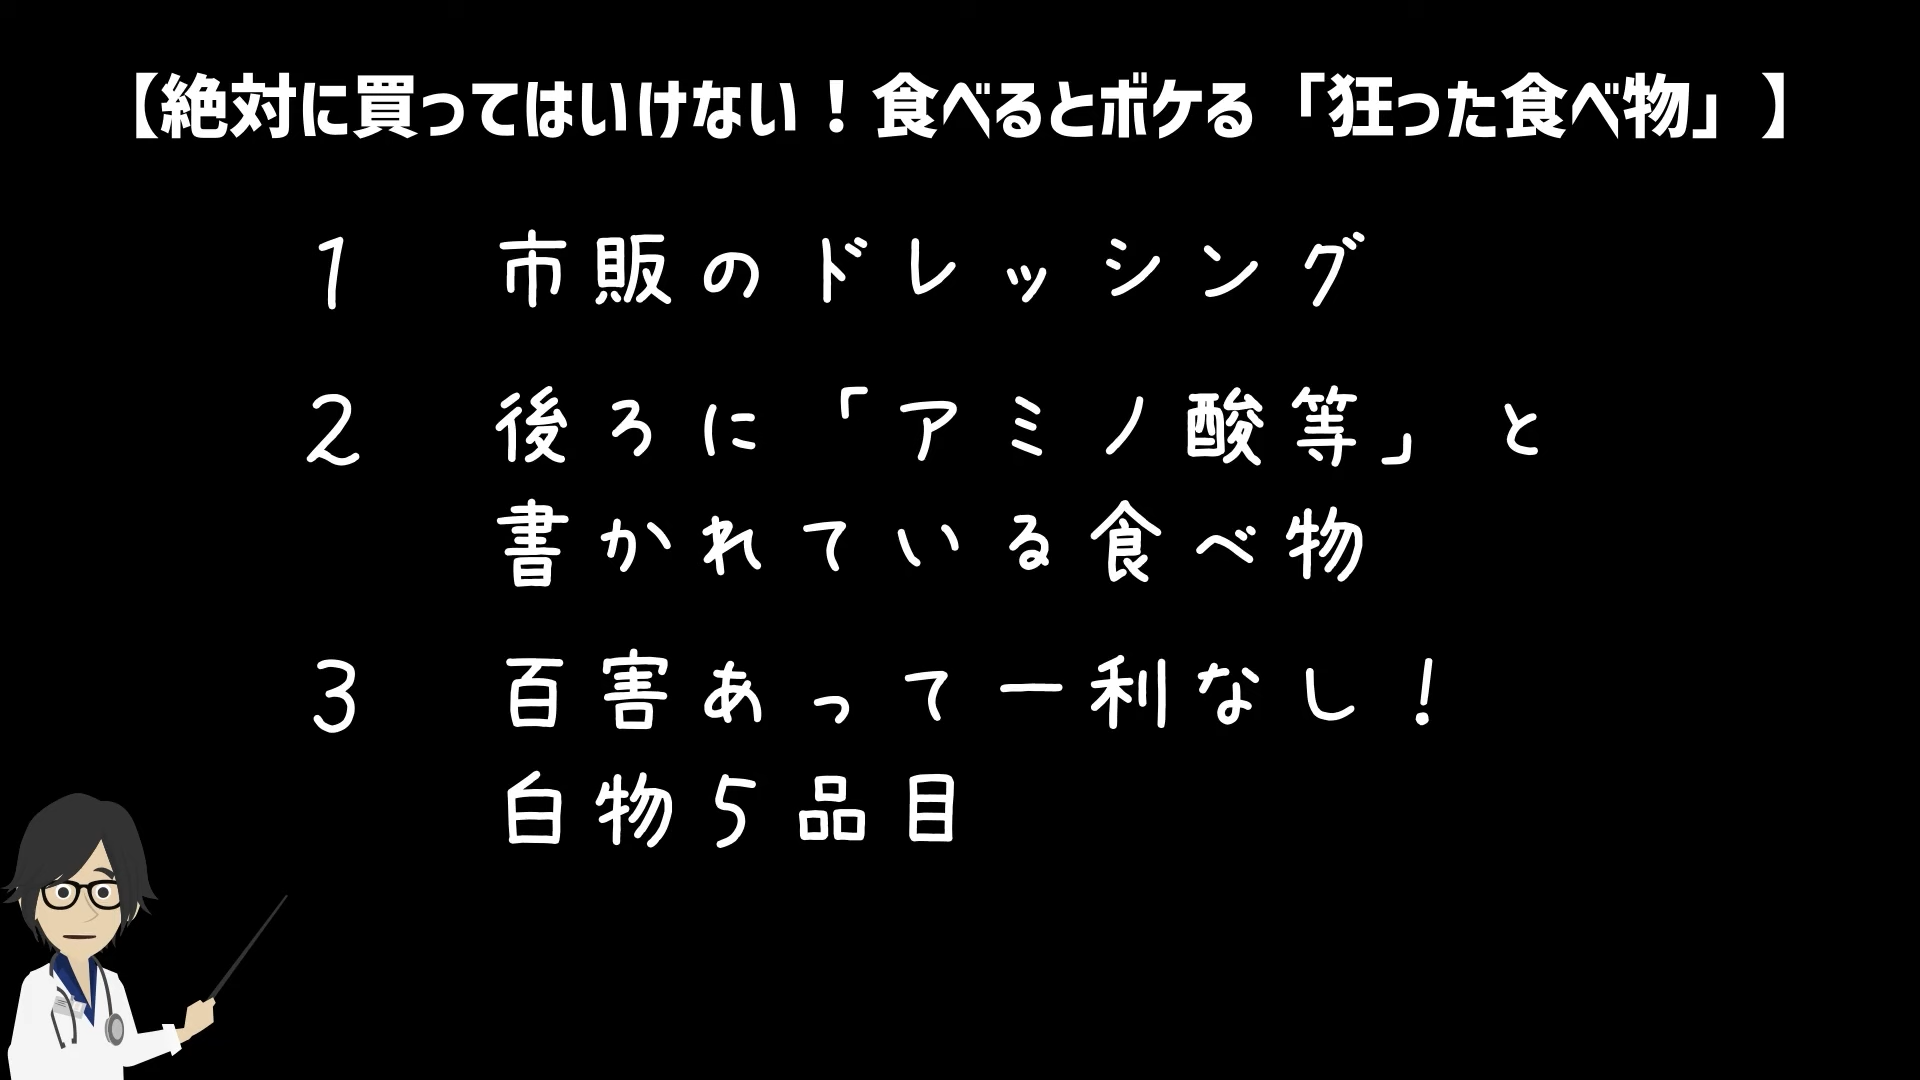 【絶対に買ってはいけない！食べるとボケる「狂った食べ物」】
1 市販のドレッシング
2 後ろに「アミノ酸等」と
書かれている食べ物
3 百害あって一利なし！
白物5品目